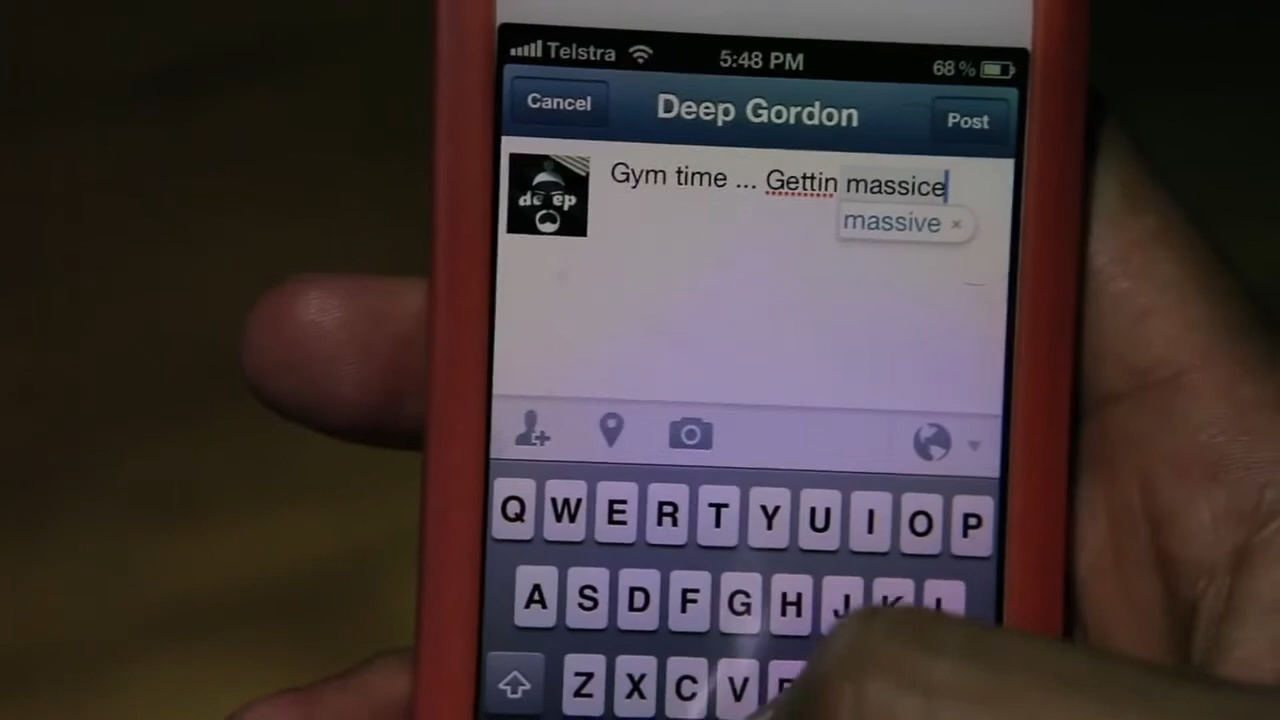 Telstra 5:48 PM 68%
Cancel Deep Gordon Post
Gym time ... Gettin massice
de ep
massive ×
Q W E R T Y U I O P
A S D F G H J K L
Z X C V